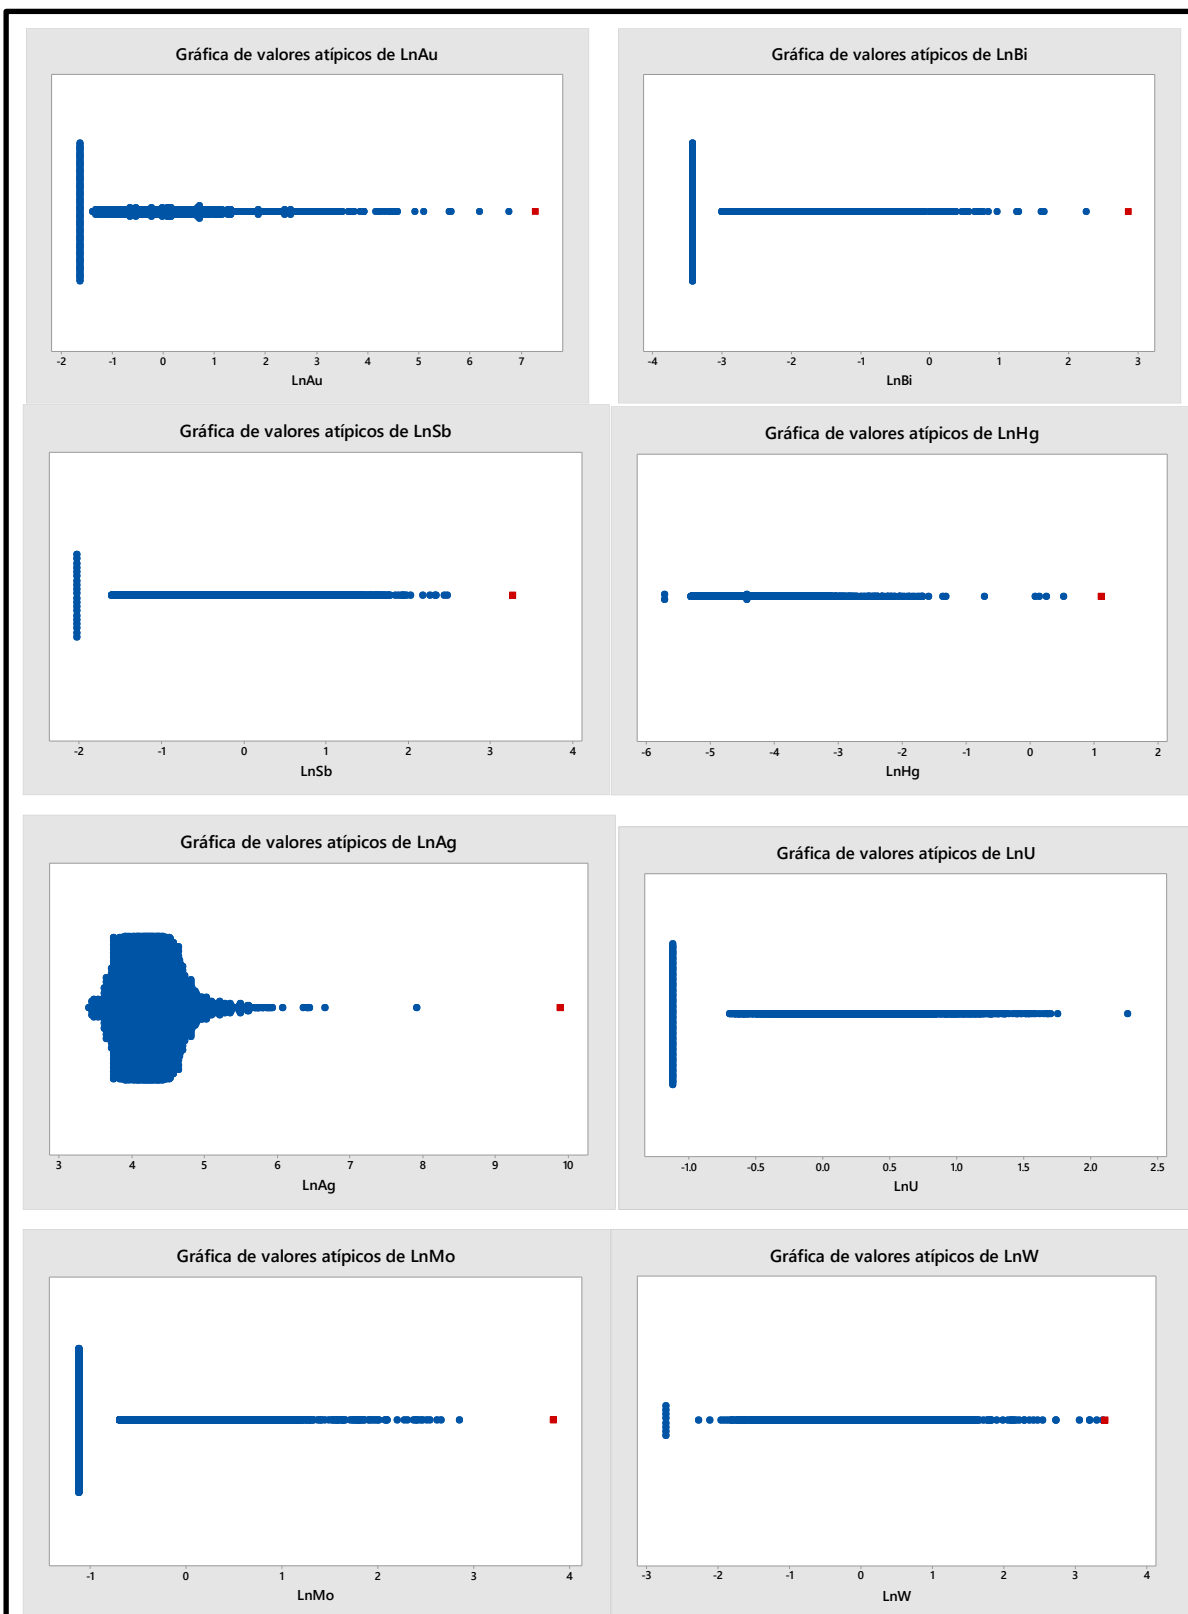 Gráfica de valores atípicos de LnAu
-2 -1 0 1 2 3 4 5 6 7
LnAu
Gráfica de valores atípicos de LnBi
-4 -3 -2 -1 0 1 2 3
LnBi
Gráfica de valores atípicos de LnSb
-2 -1 0 1 2 3 4
LnSb
Gráfica de valores atípicos de LnHg
-6 -5 -4 -3 -2 -1 0 1 2
LnHg
Gráfica de valores atípicos de LnAg
3 4 5 6 7 8 9 10
LnAg
Gráfica de valores atípicos de LnU
-1.0 -0.5 0.0 0.5 1.0 1.5 2.0 2.5
LnU
Gráfica de valores atípicos de LnMo
-1 0 1 2 3 4
LnMo
Gráfica de valores atípicos de LnW
-3 -2 -1 0 1 2 3 4
LnW